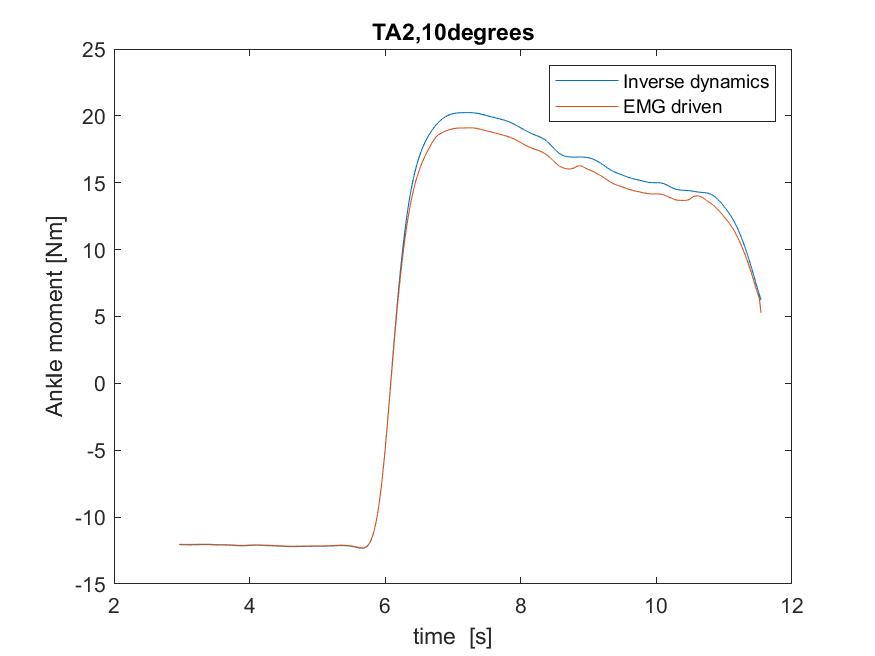 TA2,10degrees
25
20
15
10
5
0
-5
-10
-15
Ankle moment [Nm]
Inverse dynamics
EMG driven
2 4 6 8 10 12
time [s]